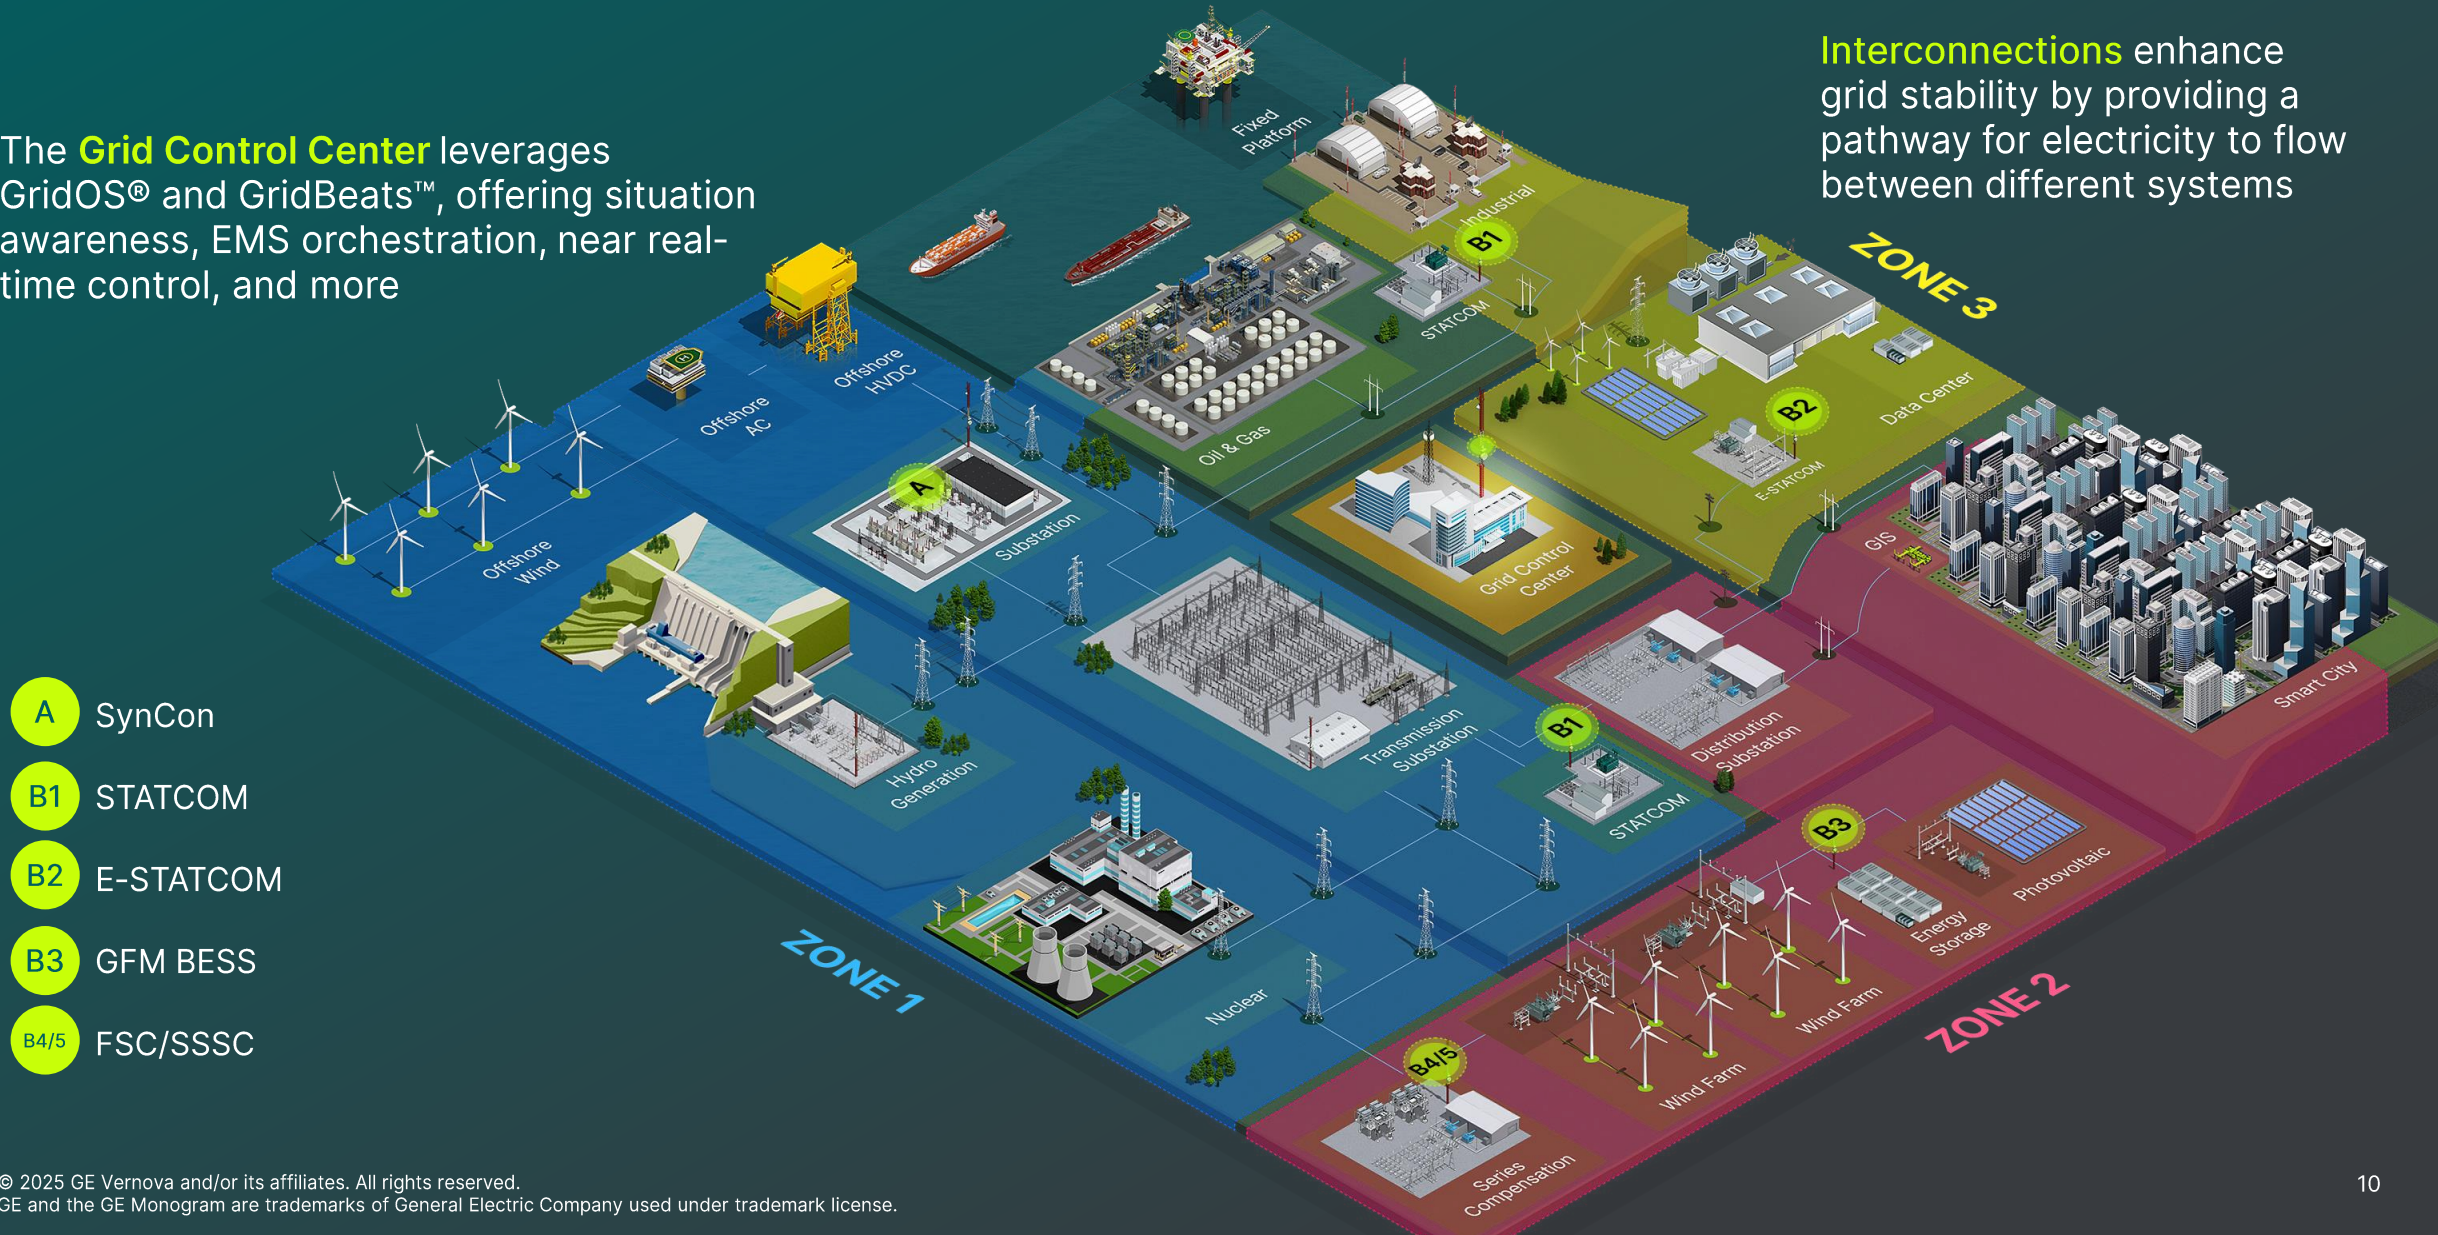 The Grid Control Center leverages
GridOS® and GridBeats™, offering situation
awareness, EMS orchestration, near real-
time control, and more
Interconnections enhance
grid stability by providing a
pathway for electricity to flow
between different systems
Fixed
Platform
Industrial
B1
STATCOM
ZONE 3
Offshore
HVDC
Offshore
AC
Oil & Gas
Data Center
B2
E-STATCOM
A
Substation
Offshore
Wind
Grid Control
Center
GIS
Smart City
Hydro
Generation
Transmission
Substation
B1
STATCOM
Distribution
Substation
B3
Photovoltaic
Energy
Storage
Wind Farm
Wind Farm
ZONE 1
Nuclear
ZONE 2
B4/5
Series
Compensation
A SynCon
B1 STATCOM
B2 E-STATCOM
B3 GFM BESS
B4/5 FSC/SSSC
© 2025 GE Vernova and/or its affiliates. All rights reserved.
GE and the GE Monogram are trademarks of General Electric Company used under trademark license.
10